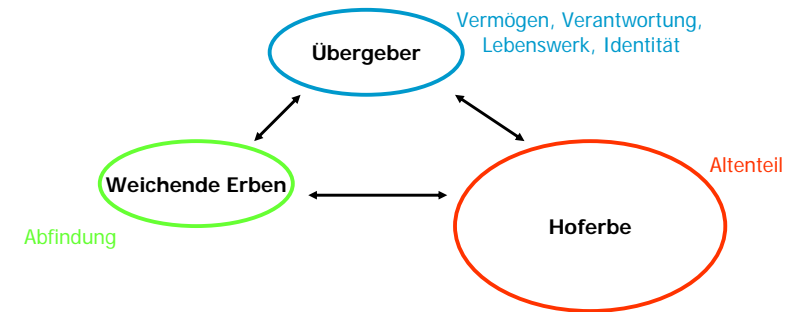 Vermögen, Verantwortung,
Lebenswerk, Identität
Übergeber
Altenteil
Weichende Erben
Hoferbe
Abfindung